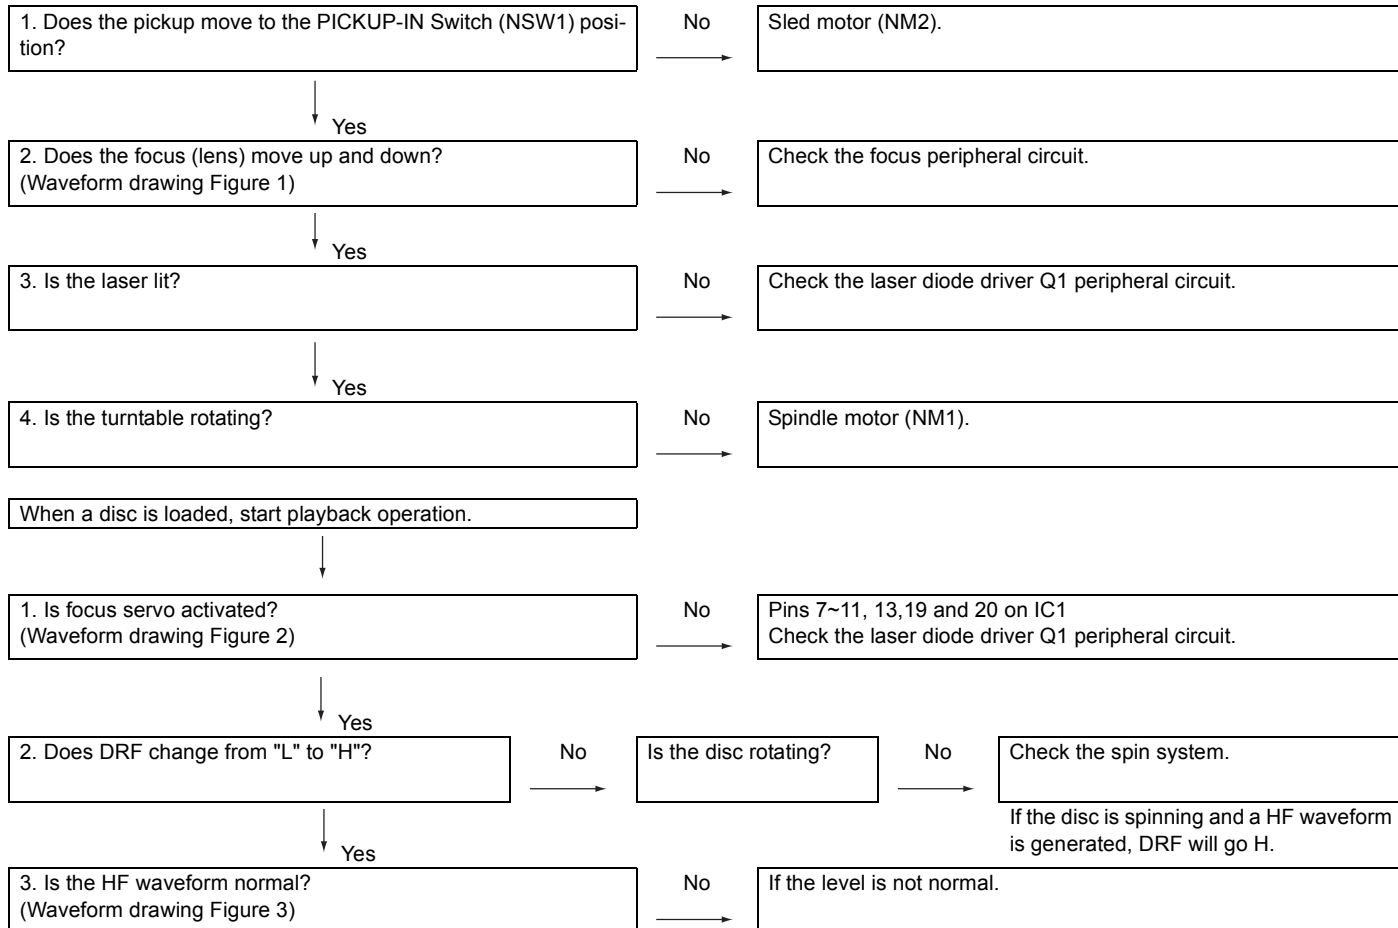 1. Does the pickup move to the PICKUP-IN Switch (NSW1) posi-
tion?
No
Sled motor (NM2).
Yes
2. Does the focus (lens) move up and down?
(Waveform drawing Figure 1)
No
Check the focus peripheral circuit.
Yes
3. Is the laser lit?
No
Check the laser diode driver Q1 peripheral circuit.
Yes
4. Is the turntable rotating?
No
Spindle motor (NM1).
When a disc is loaded, start playback operation.
1. Is focus servo activated?
(Waveform drawing Figure 2)
No
Pins 7~11, 13,19 and 20 on IC1
Check the laser diode driver Q1 peripheral circuit.
Yes
2. Does DRF change from "L" to "H"?
No
Is the disc rotating?
No
Check the spin system.
If the disc is spinning and a HF waveform
is generated, DRF will go H.
Yes
3. Is the HF waveform normal?
(Waveform drawing Figure 3)
No
If the level is not normal.